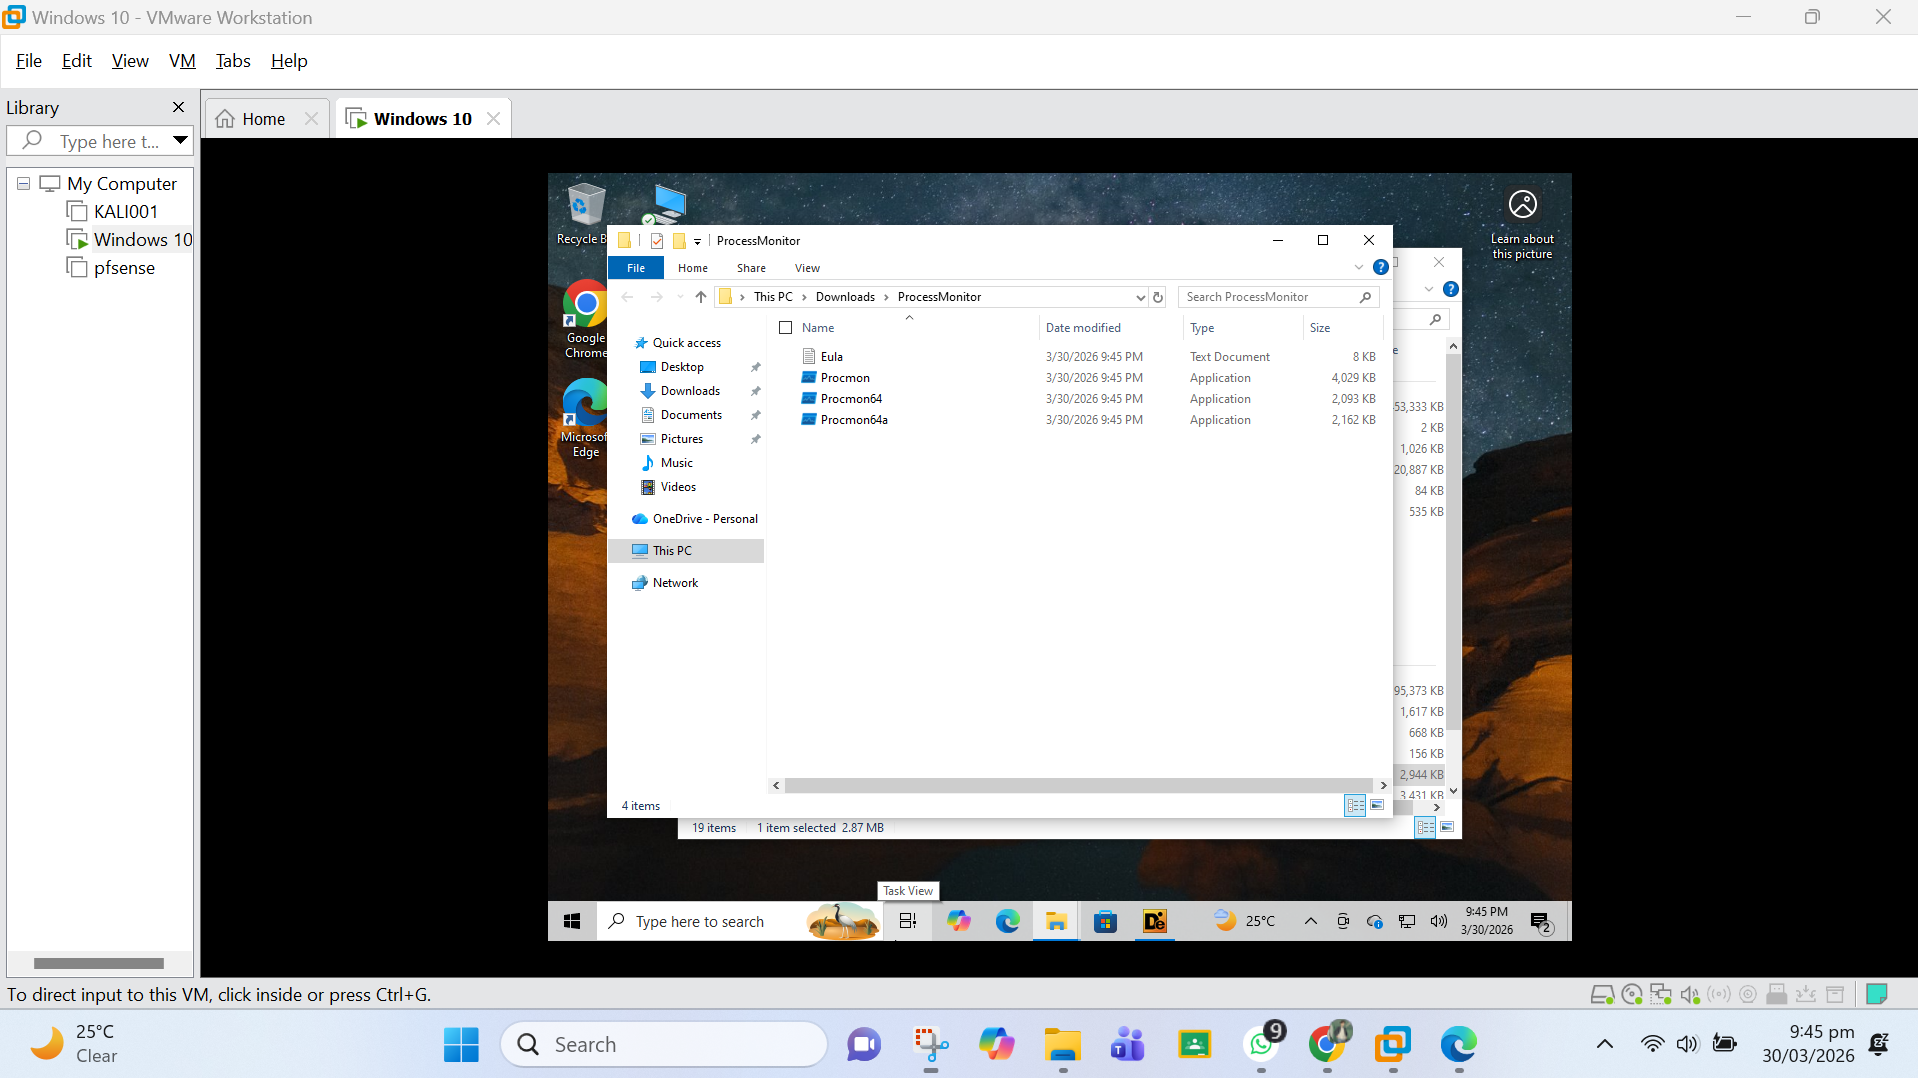 Windows 10 - VMware Workstation
File Edit View VM Tabs Help
Library
Type here t...
My Computer
KALI001
Windows 10
pfsense
Home
Windows 10
Recycle B
Google
Chrome
Microsof
Edge
Learn about
this picture
ProcessMonitor
File Home Share View
This PC Downloads ProcessMonitor
Search ProcessMonitor
Quick access
Desktop
Downloads
Documents
Pictures
Music
Videos
OneDrive - Personal
This PC
Network
Name Date modified Type Size
Eula 3/30/2026 9:45 PM Text Document 8 KB
Procmon 3/30/2026 9:45 PM Application 4,029 KB
Procmon64 3/30/2026 9:45 PM Application 2,093 KB
Procmon64a 3/30/2026 9:45 PM Application 2,162 KB
4 items
e
53,333 KB
2 KB
1,026 KB
20,887 KB
84 KB
535 KB
95,373 KB
1,617 KB
668 KB
156 KB
2,944 KB
3,431 KB
19 items 1 item selected 2.87 MB
Task View
Type here to search
De
25°C
9:45 PM
3/30/2026
2
To direct input to this VM, click inside or press Ctrl+G.
25°C
Clear
Search
9
9:45 pm
30/03/2026